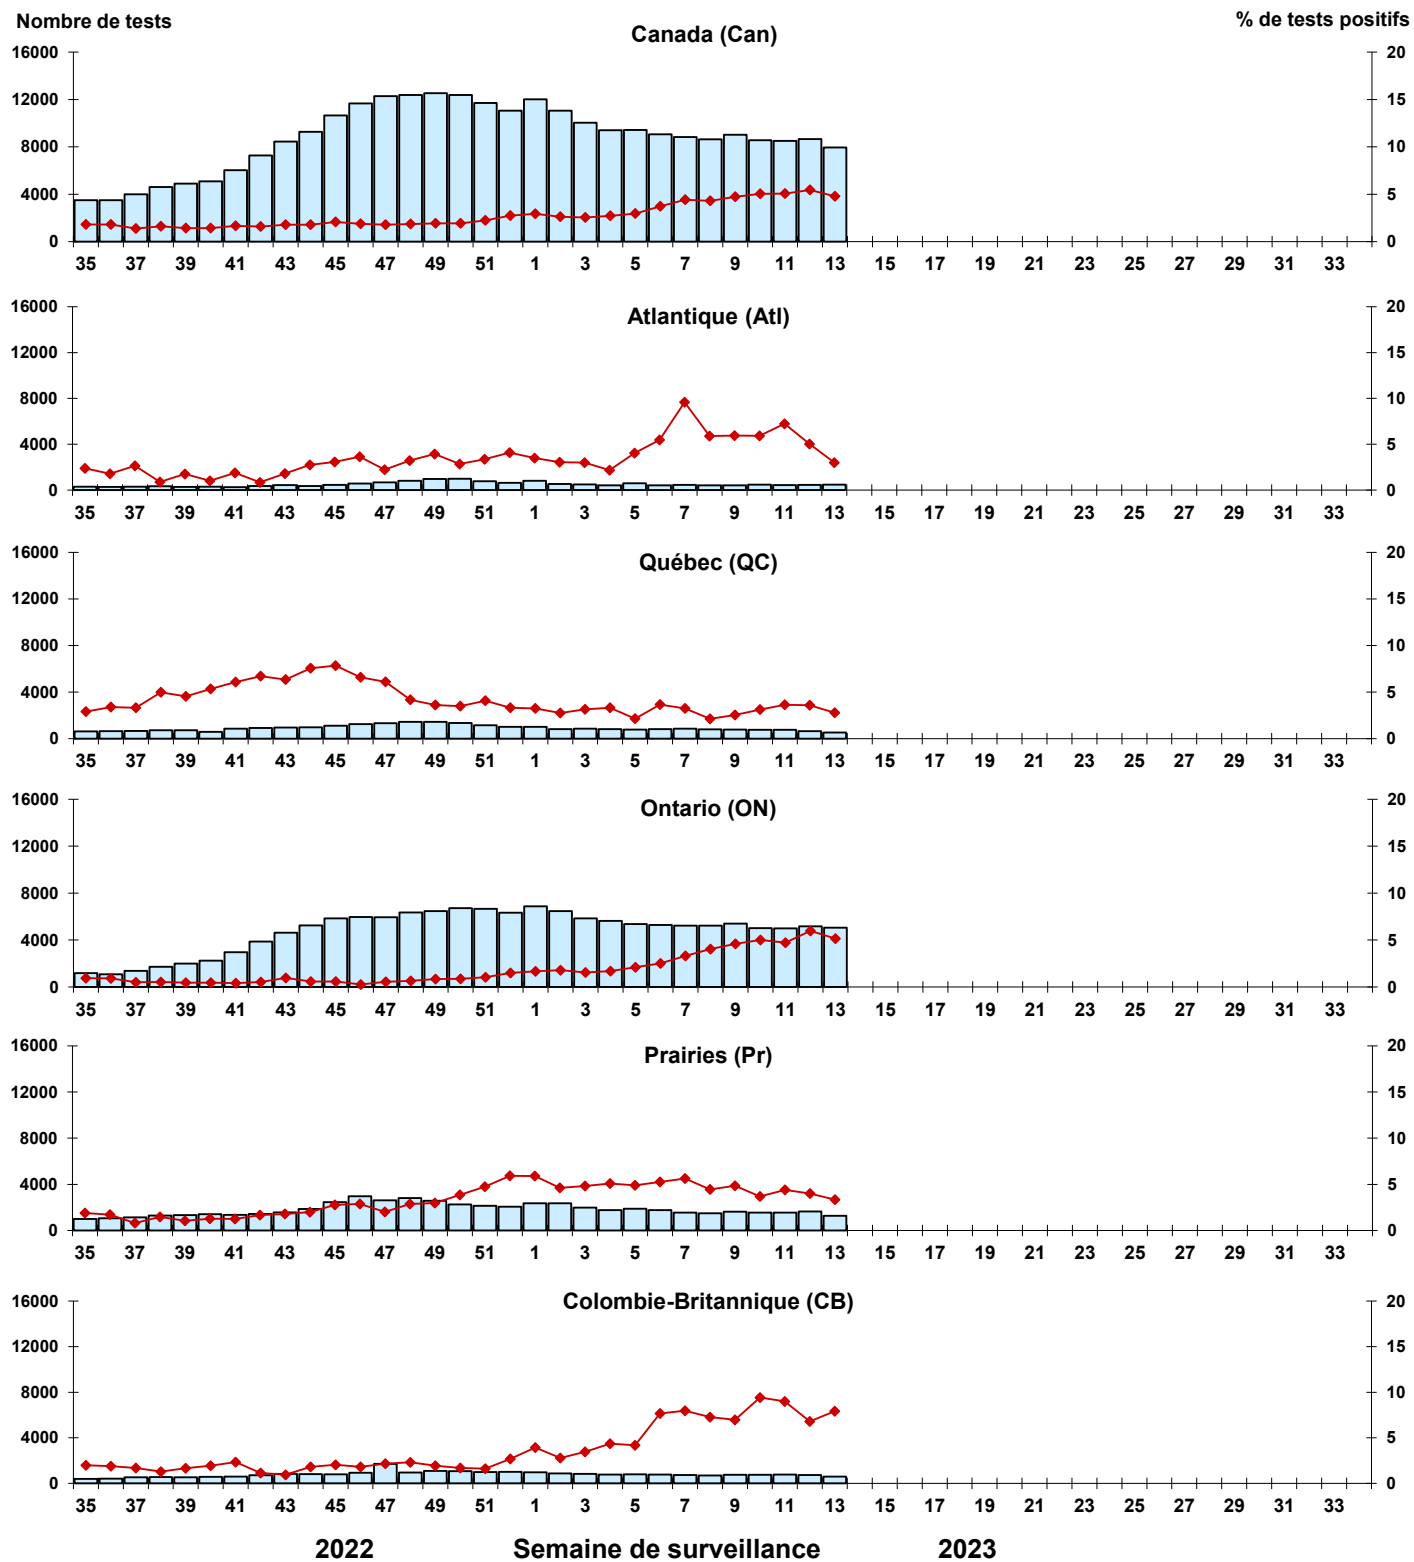 Nombre de tests
% de tests positifs
Canada (Can)
16000 20
12000 15
8000 10
4000 5
0 0
35 37 39 41 43 45 47 49 51 1 3 5 7 9 11 13 15 17 19 21 23 25 27 29 31 33
Atlantique (Atl)
16000 20
12000 15
8000 10
4000 5
0 0
35 37 39 41 43 45 47 49 51 1 3 5 7 9 11 13 15 17 19 21 23 25 27 29 31 33
Québec (QC)
16000 20
12000 15
8000 10
4000 5
0 0
35 37 39 41 43 45 47 49 51 1 3 5 7 9 11 13 15 17 19 21 23 25 27 29 31 33
Ontario (ON)
16000 20
12000 15
8000 10
4000 5
0 0
35 37 39 41 43 45 47 49 51 1 3 5 7 9 11 13 15 17 19 21 23 25 27 29 31 33
Prairies (Pr)
16000 20
12000 15
8000 10
4000 5
0 0
35 37 39 41 43 45 47 49 51 1 3 5 7 9 11 13 15 17 19 21 23 25 27 29 31 33
Colombie-Britannique (CB)
16000 20
12000 15
8000 10
4000 5
0 0
35 37 39 41 43 45 47 49 51 1 3 5 7 9 11 13 15 17 19 21 23 25 27 29 31 33
2022 Semaine de surveillance 2023